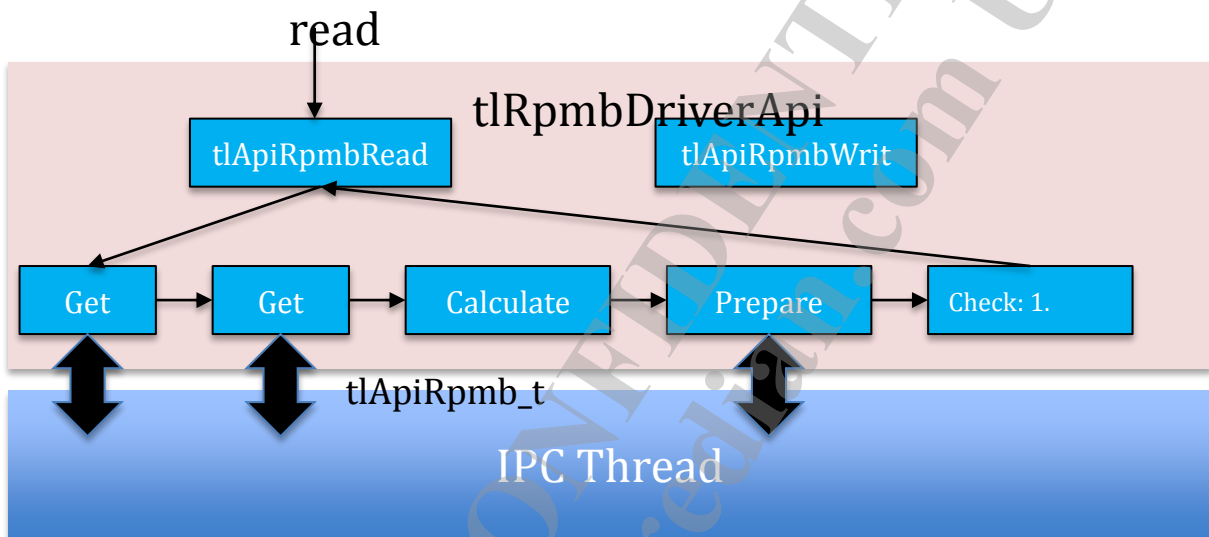 read
tlRpmbDriverApi
tlApiRpmbRead
tlApiRpmbWrit
Get
Get
Calculate
Prepare
Check: 1.
tlApiRpmb_t
IPC Thread